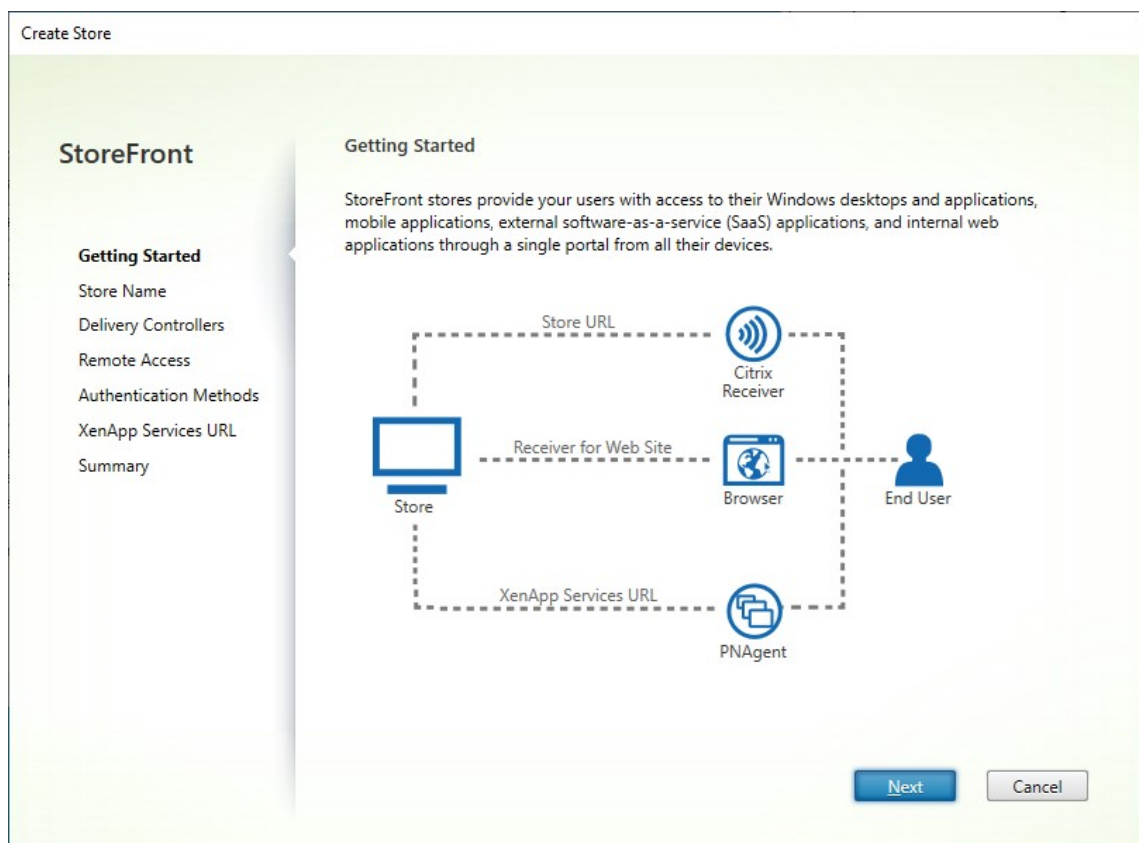 Create Store
StoreFront
Getting Started
Store Name
Delivery Controllers
Remote Access
Authentication Methods
XenApp Services URL
Summary
Getting Started
StoreFront stores provide your users with access to their Windows desktops and applications,
mobile applications, external software-as-a-service (SaaS) applications, and internal web
applications through a single portal from all their devices.
Store URL
Citrix
Receiver
Receiver for Web Site
Store
Browser
End User
XenApp Services URL
PNAgent
Next
Cancel